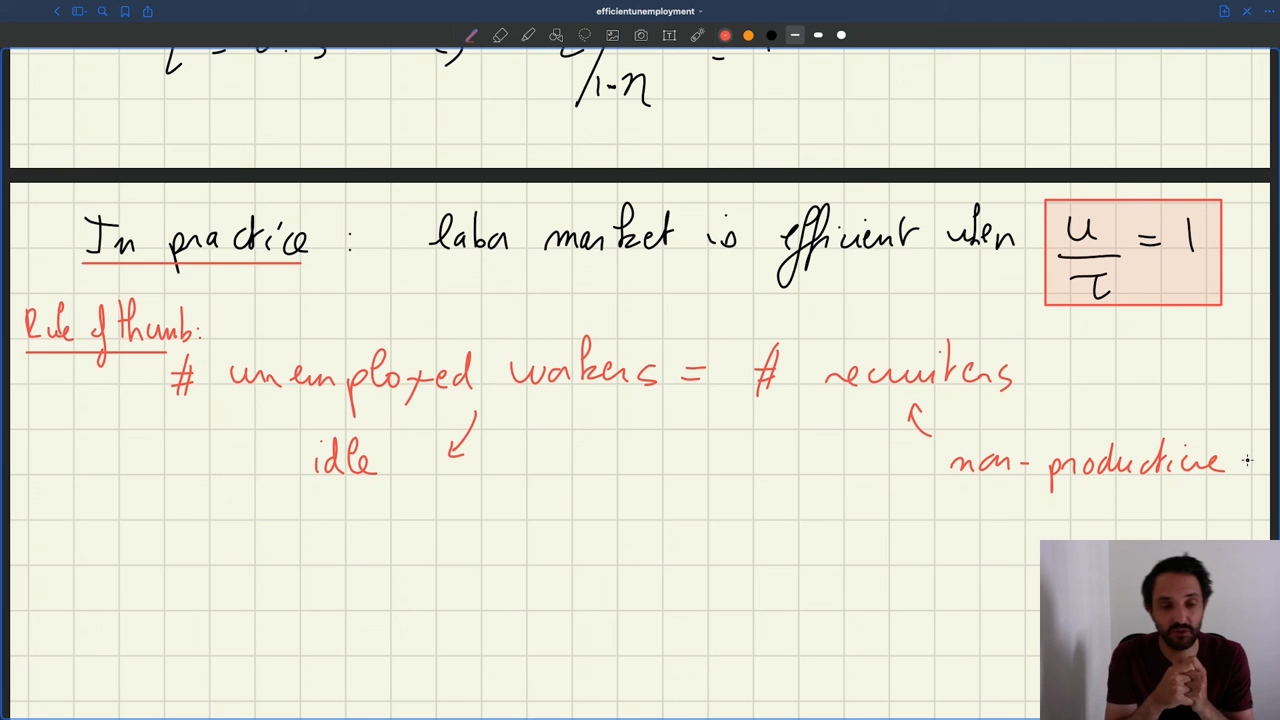 efficientunemployment
/1-η
In practice : labor market is efficient when u/τ = 1
Rule of thumb:
# unemployed workers = # recruiters
idle
non-productive